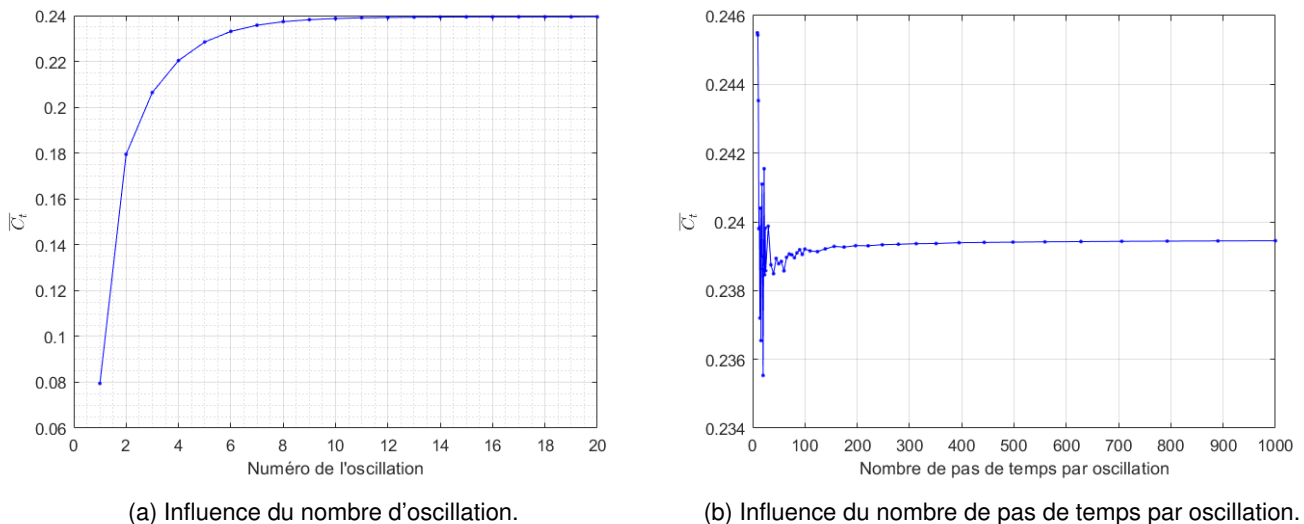 0.24
0.22
0.2
0.18
0.16
0.14
0.12
0.1
0.08
0.06
0 2 4 6 8 10 12 14 16 18 20
Numéro de l'oscillation
C_t
(a) Influence du nombre d'oscillation.
0.246
0.244
0.242
0.24
0.238
0.236
0.234
0 100 200 300 400 500 600 700 800 900 1000
Nombre de pas de temps par oscillation
C_t
(b) Influence du nombre de pas de temps par oscillation.